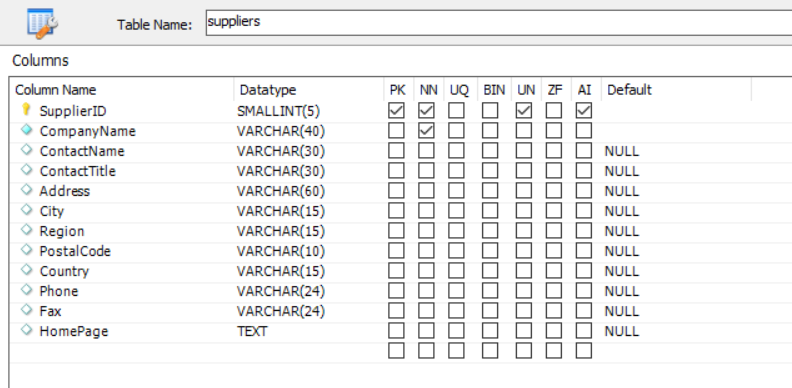 Table Name: suppliers
Columns
Column Name Datatype PK NN UQ BIN UN ZF AI Default
SupplierID SMALLINT(5)
CompanyName VARCHAR(40)
ContactName VARCHAR(30) NULL
ContactTitle VARCHAR(30) NULL
Address VARCHAR(60) NULL
City VARCHAR(15) NULL
Region VARCHAR(15) NULL
PostalCode VARCHAR(10) NULL
Country VARCHAR(15) NULL
Phone VARCHAR(24) NULL
Fax VARCHAR(24) NULL
HomePage TEXT NULL